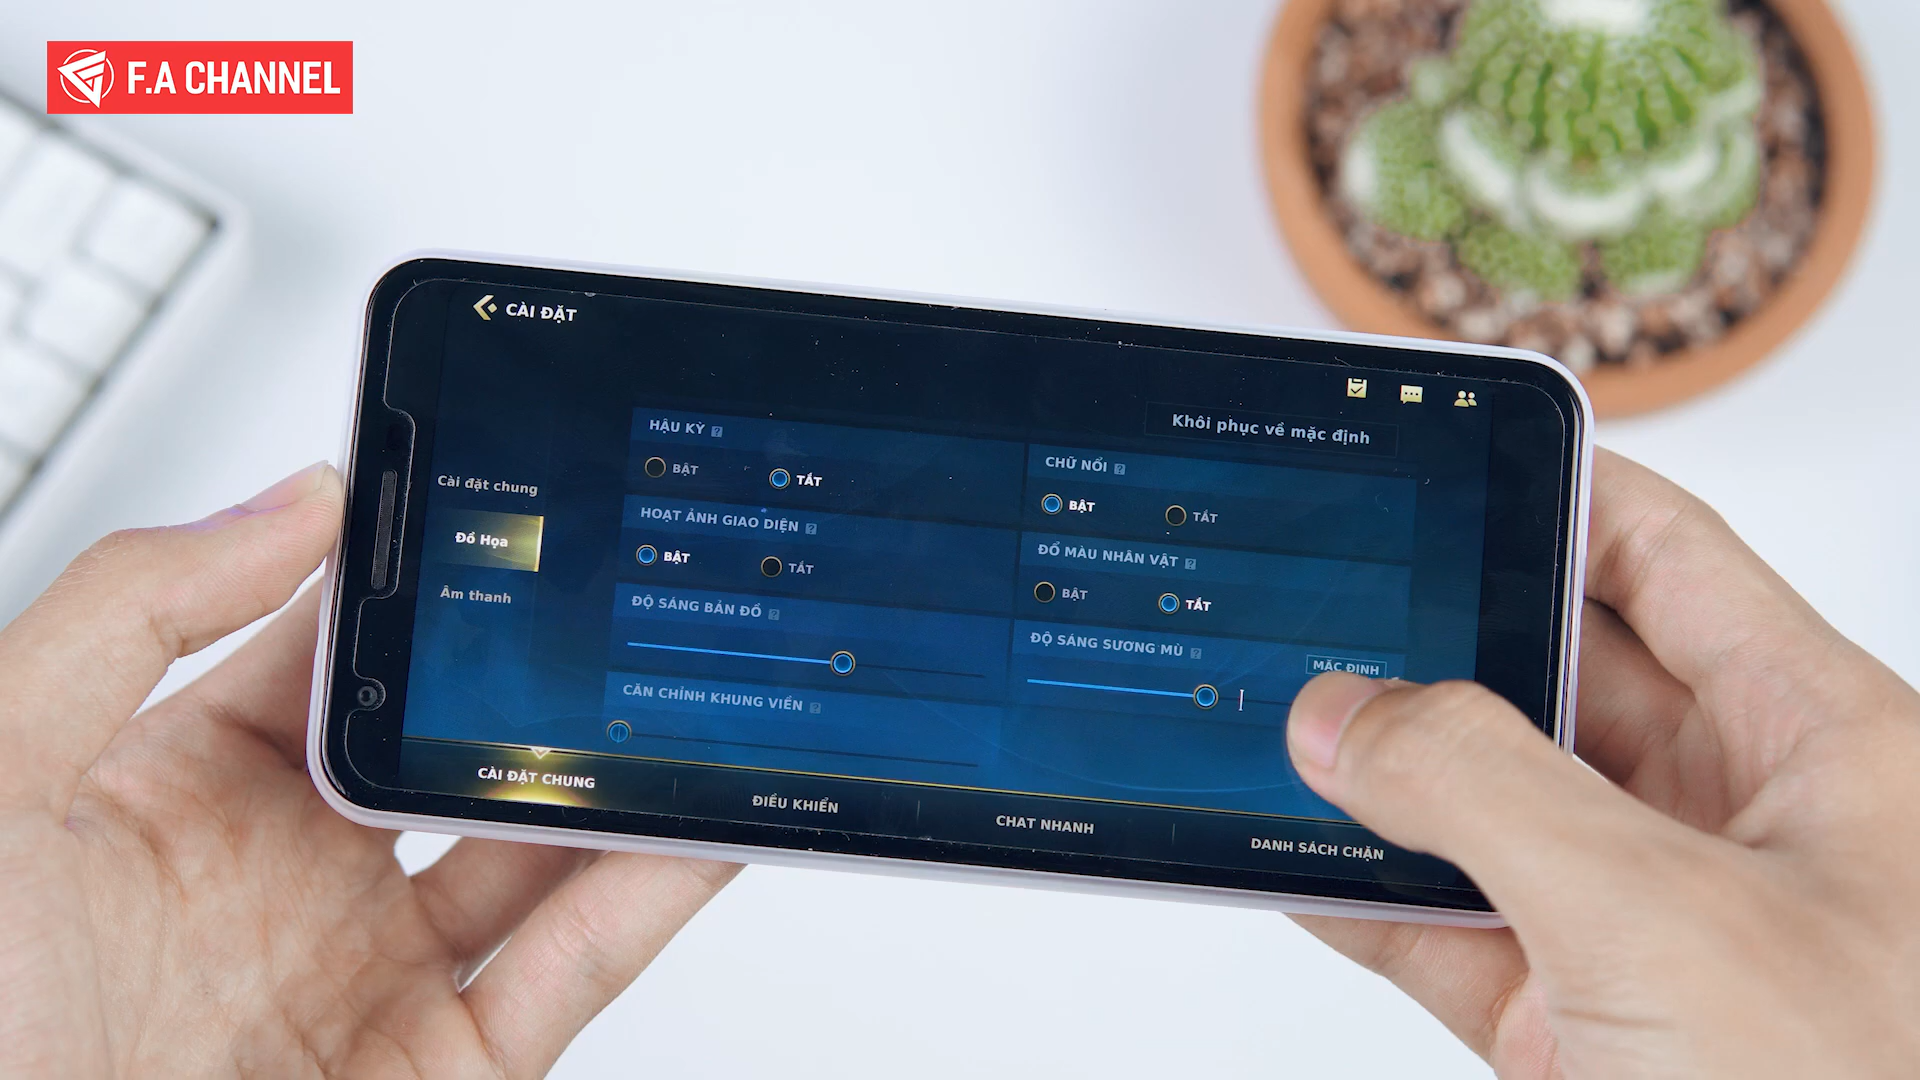 F.A CHANNEL
CÀI ĐẶT
Khôi phục về mặc định
Cài đặt chung
Đồ Họa
Âm thanh
HẬU KỲ ?
BẬT TẮT
CHỮ NỔI ?
BẬT TẮT
HOẠT ẢNH GIAO DIỆN ?
BẬT TẮT
ĐỔ MÀU NHÂN VẬT ?
BẬT TẮT
ĐỘ SÁNG BẢN ĐỒ ?
ĐỘ SÁNG SƯƠNG MÙ ?
MẶC ĐỊNH
CĂN CHỈNH KHUNG VIỀN ?
CÀI ĐẶT CHUNG
ĐIỀU KHIỂN
CHAT NHANH
DANH SÁCH CHẶN